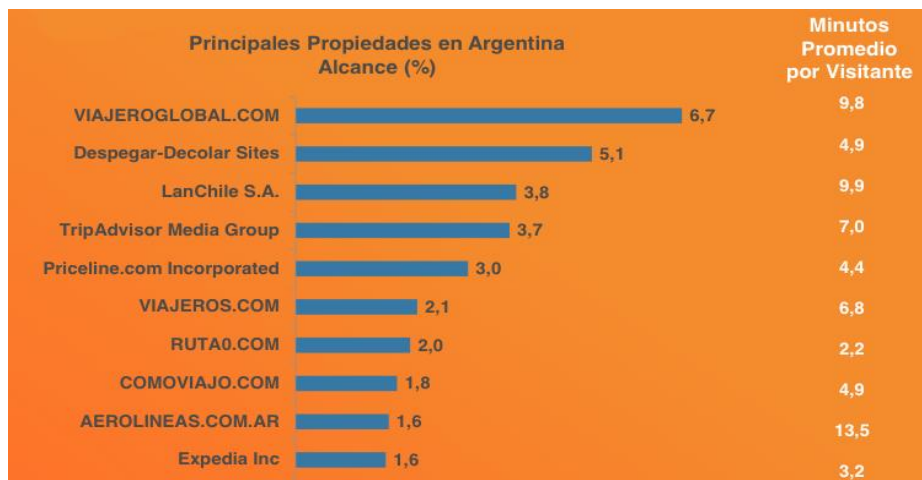 Principales Propiedades en Argentina
Alcance (%)
Minutos
Promedio
por Visitante
VIAJEROGLOBAL.COM 6,7 9,8
Despegar-Decolar Sites 5,1 4,9
LanChile S.A. 3,8 9,9
TripAdvisor Media Group 3,7 7,0
Priceline.com Incorporated 3,0 4,4
VIAJEROS.COM 2,1 6,8
RUTA0.COM 2,0 2,2
COMOVIAJO.COM 1,8 4,9
AEROLINEAS.COM.AR 1,6 13,5
Expedia Inc 1,6 3,2